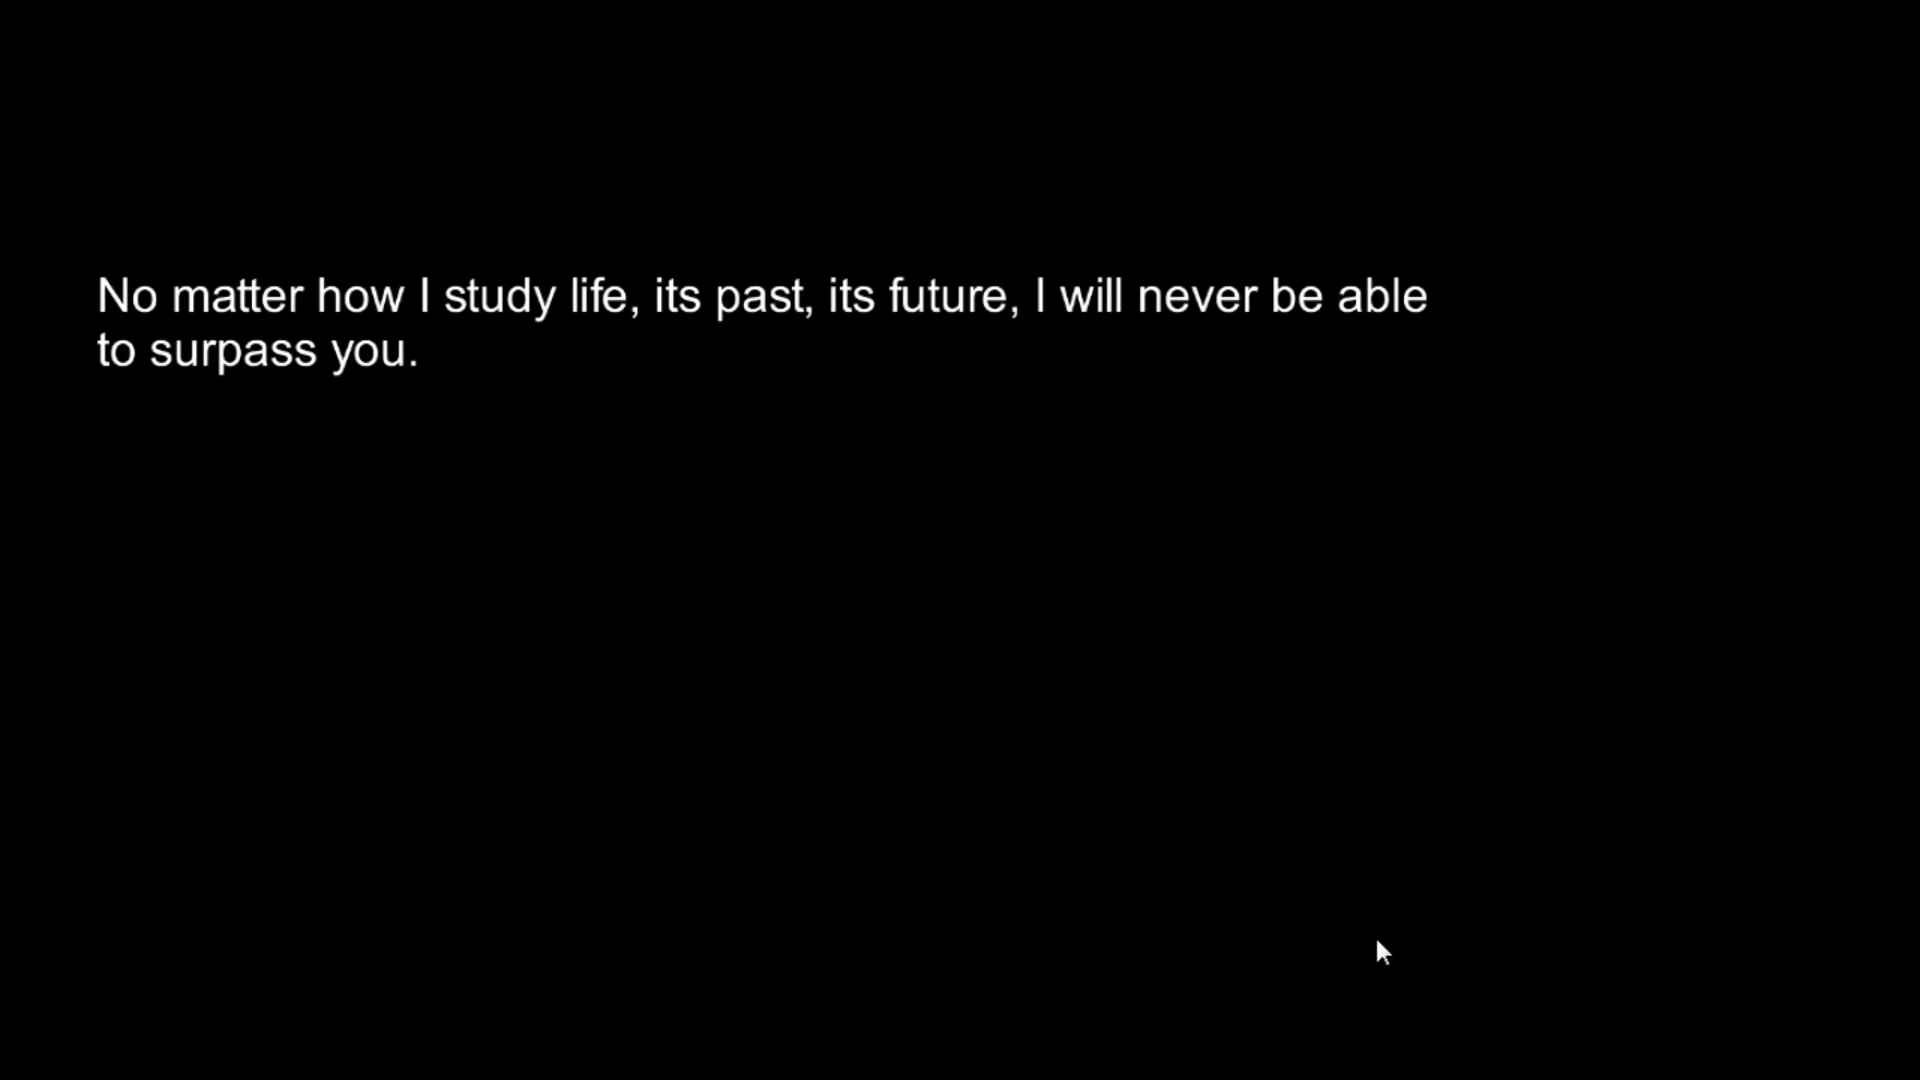 No matter how I study life, its past, its future, I will never be able
to surpass you.